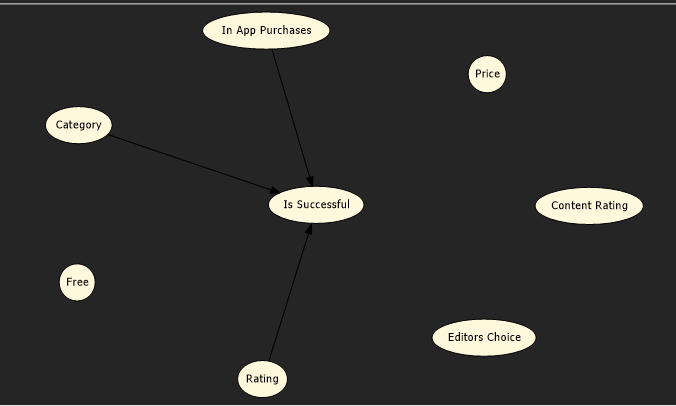 In App Purchases
Price
Category
Is Successful
Content Rating
Free
Editors Choice
Rating